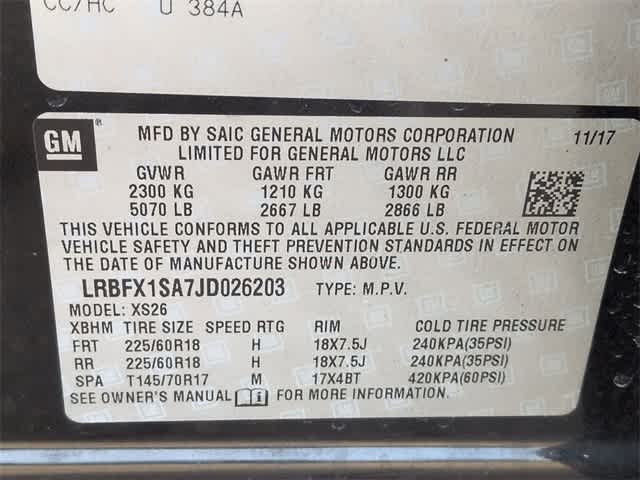 CC/HC U 384A
GM ®
MFD BY SAIC GENERAL MOTORS CORPORATION 11/17
LIMITED FOR GENERAL MOTORS LLC
GVWR GAWR FRT GAWR RR
2300 KG 1210 KG 1300 KG
5070 LB 2667 LB 2866 LB
THIS VEHICLE CONFORMS TO ALL APPLICABLE U.S. FEDERAL MOTOR
VEHICLE SAFETY AND THEFT PREVENTION STANDARDS IN EFFECT ON
THE DATE OF MANUFACTURE SHOWN ABOVE.
LRBFX1SA7JD026203 TYPE: M.P.V.
MODEL: XS26
XBHM TIRE SIZE SPEED RTG RIM COLD TIRE PRESSURE
FRT 225/60R18 H 18X7.5J 240KPA(35PSI)
RR 225/60R18 H 18X7.5J 240KPA(35PSI)
SPA T145/70R17 M 17X4BT 420KPA(60PSI)
SEE OWNER'S MANUAL i FOR MORE INFORMATION.